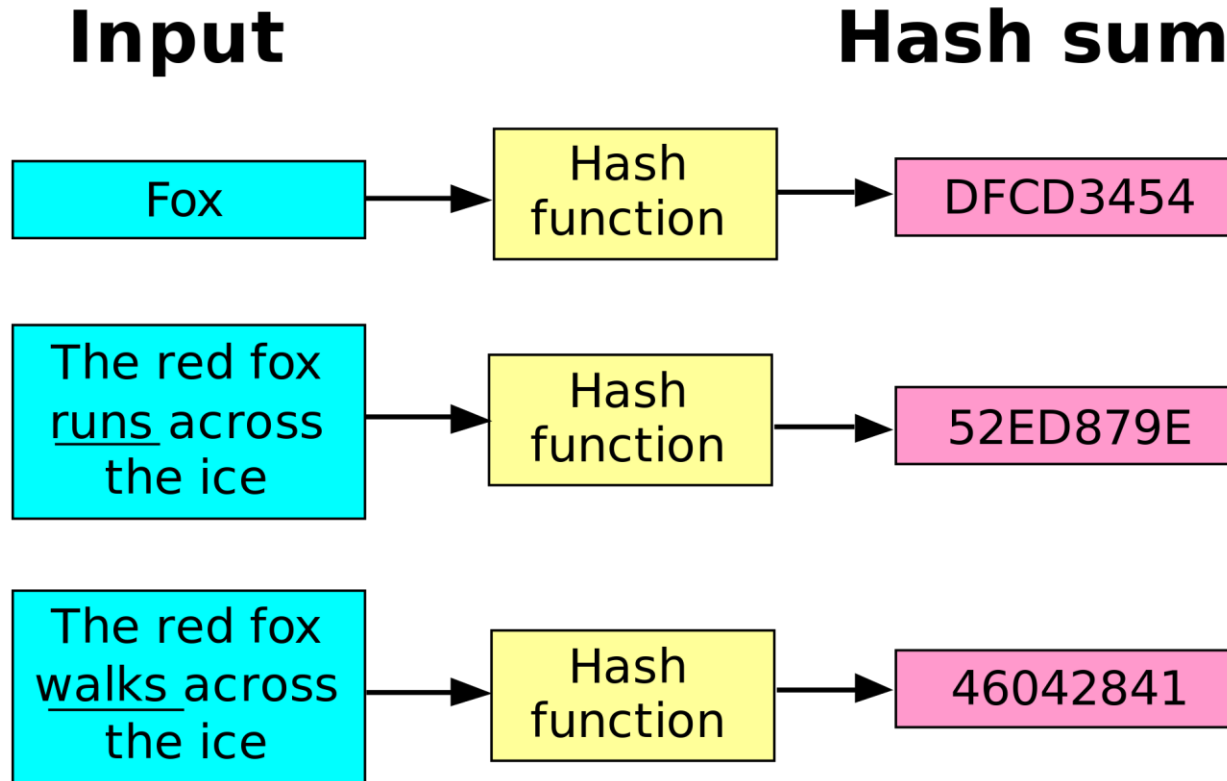 Input
Hash sum
Fox
Hash
function
DFCD3454
The red fox
runs across
the ice
Hash
function
52ED879E
The red fox
walks across
the ice
Hash
function
46042841